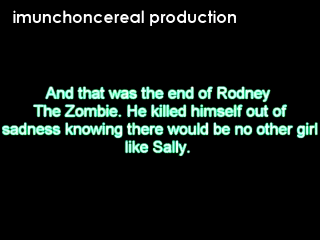 imunchoncereal production
And that was the end of Rodney
The Zombie. He killed himself out of
sadness knowing there would be no other girl
like Sally.